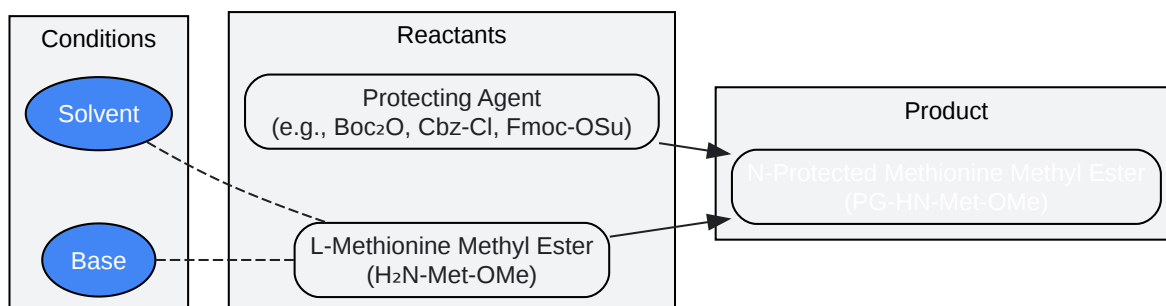 Conditions
Solvent
Base
Reactants
Protecting Agent
(e.g., Boc₂O, Cbz-Cl, Fmoc-OSu)
L-Methionine Methyl Ester
(H₂N-Met-OMe)
Product
N-Protected Methionine Methyl Ester
(PG-HN-Met-OMe)